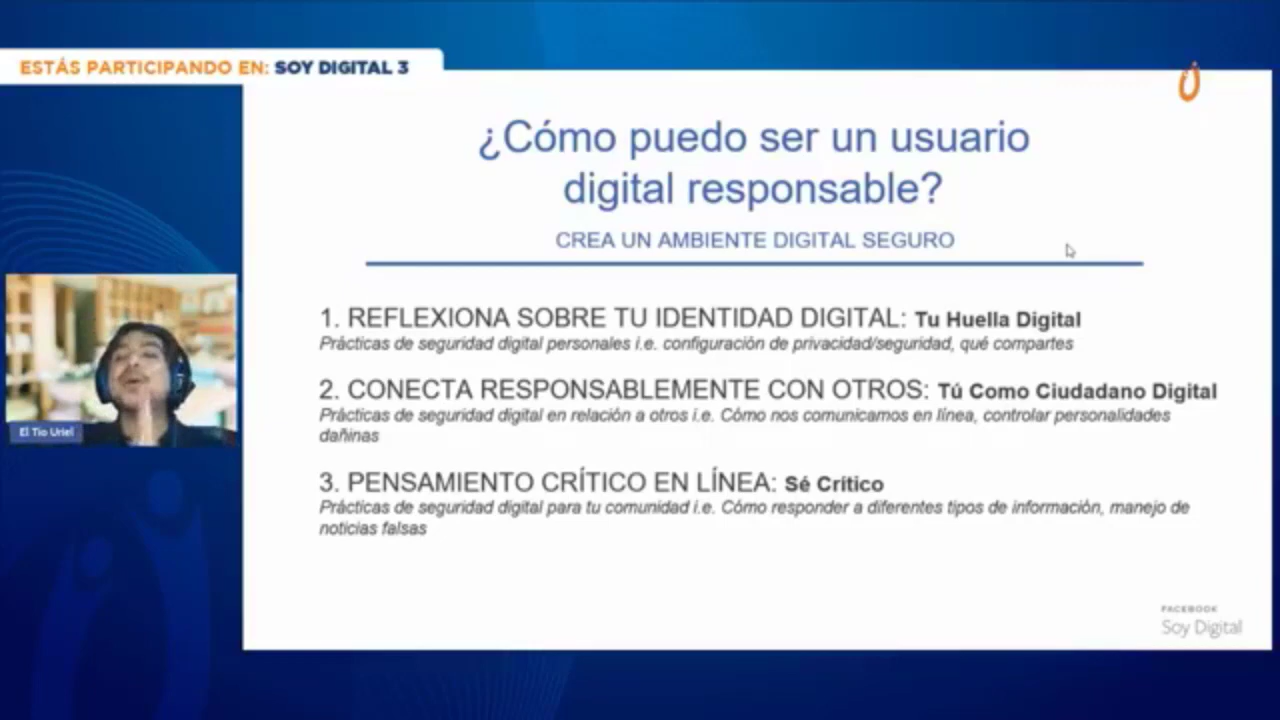 ESTÁS PARTICIPANDO EN: SOY DIGITAL 3
¿Cómo puedo ser un usuario
digital responsable?
CREA UN AMBIENTE DIGITAL SEGURO
1. REFLEXIONA SOBRE TU IDENTIDAD DIGITAL: Tu Huella Digital
Prácticas de seguridad digital personales i.e. configuración de privacidad/seguridad, qué compartes
2. CONECTA RESPONSABLEMENTE CON OTROS: Tú Como Ciudadano Digital
Prácticas de seguridad digital en relación a otros i.e. Cómo nos comunicamos en línea, controlar personalidades
dañinas
3. PENSAMIENTO CRÍTICO EN LÍNEA: Sé Crítico
Prácticas de seguridad digital para tu comunidad i.e. Cómo responder a diferentes tipos de información, manejo de
noticias falsas
El Tio Uriel
FACEBOOK
Soy Digital